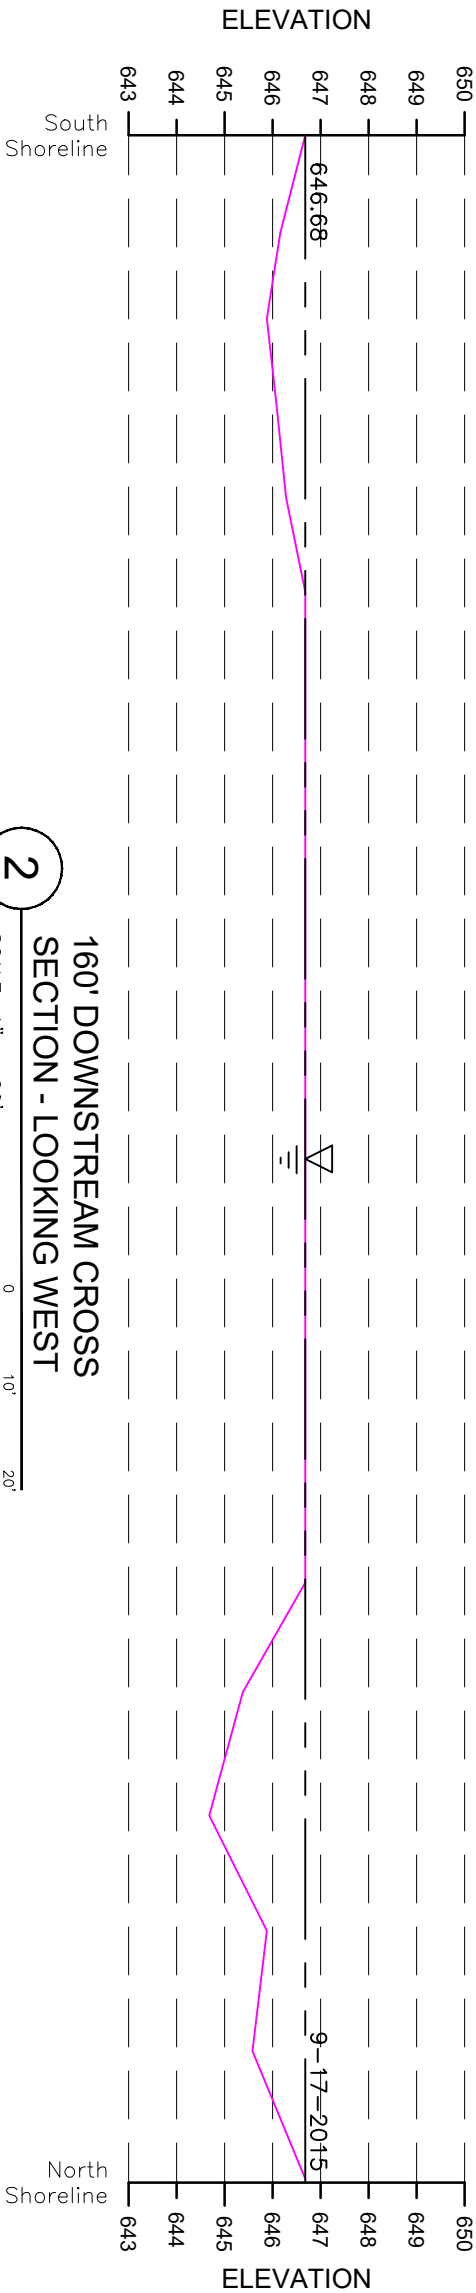 ELEVATION
650
649
648
647
646
645
644
643
South
Shoreline
646.68
9-17-2015
North
Shoreline
650
649
648
647
646
645
644
643
ELEVATION
160' DOWNSTREAM CROSS
SECTION - LOOKING WEST
2
0 10' 20'